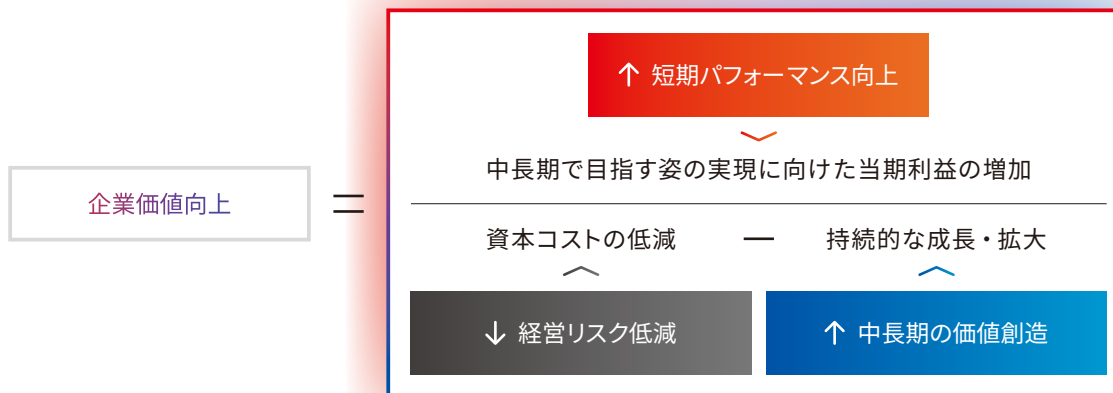 ↑ 短期パフォーマンス向上
中長期で目指す姿の実現に向けた当期利益の増加
企業価値向上
=
資本コストの低減 － 持続的な成長・拡大
↓ 経営リスク低減
↑ 中長期の価値創造